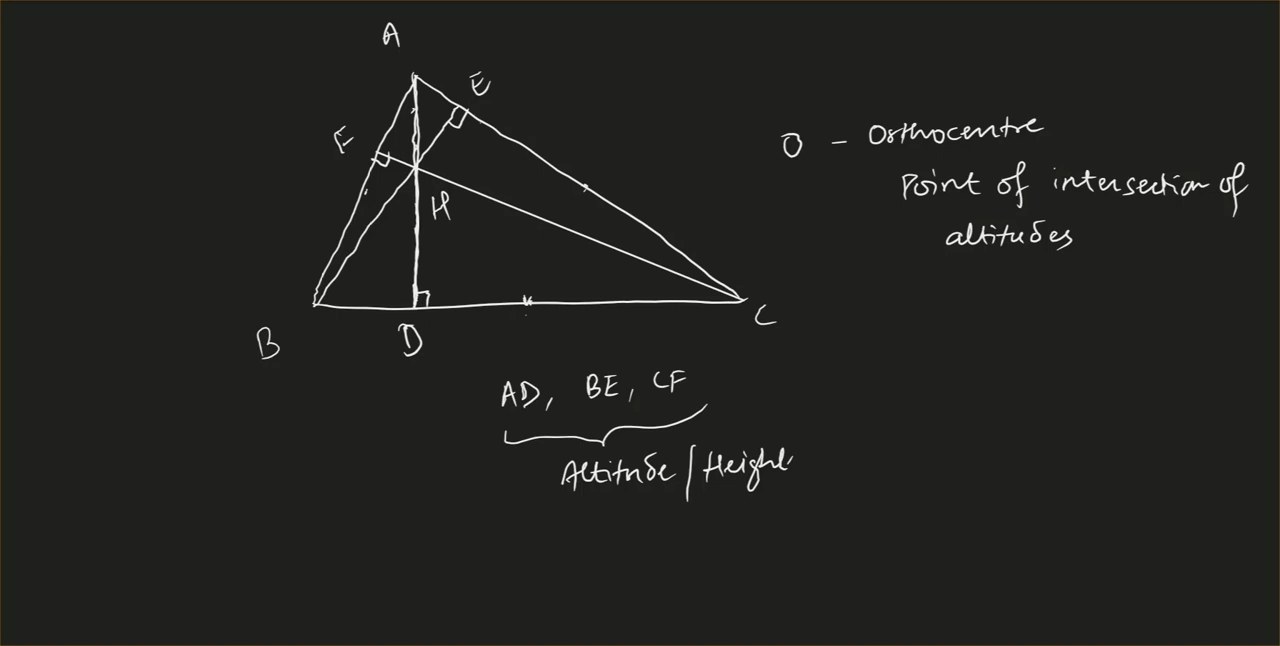 A
E
F
H
B
D
C
O - Orthocentre
Point of intersection of
altitudes
AD, BE, CF
Altitude/Height